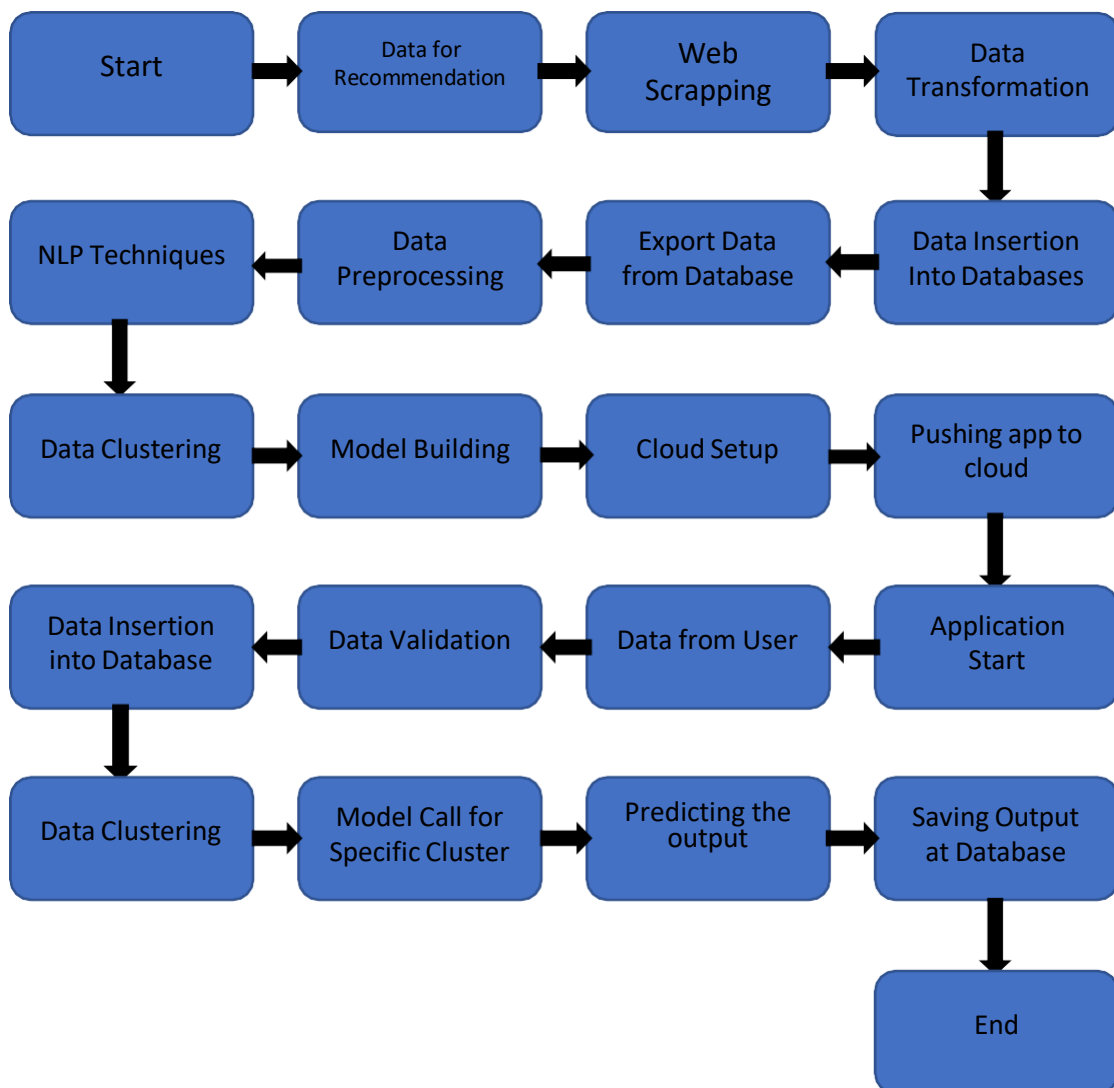 Start
Data for
Recommendation
Web
Scrapping
Data
Transformation
NLP Techniques
Data
Preprocessing
Export Data
from Database
Data Insertion
Into Databases
Data Clustering
Model Building
Cloud Setup
Pushing app to
cloud
Data Insertion
into Database
Data Validation
Data from User
Application
Start
Data Clustering
Model Call for
Specific Cluster
Predicting the
output
Saving Output
at Database
End